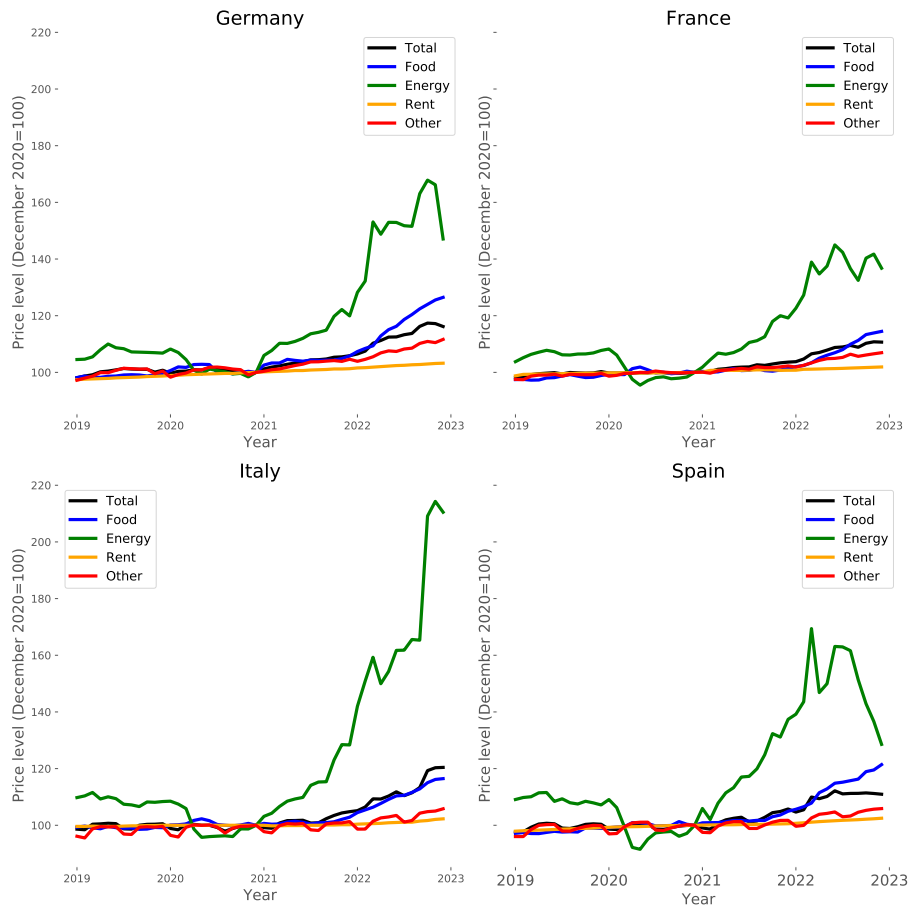 Germany
220
200
180
160
140
120
100
Price level (December 2020=100)
Total
Food
Energy
Rent
Other
2019 2020 2021 2022 2023
Year
France
Price level (December 2020=100)
Total
Food
Energy
Rent
Other
2019 2020 2021 2022 2023
Year
Italy
220
200
180
160
140
120
100
Price level (December 2020=100)
Total
Food
Energy
Rent
Other
2019 2020 2021 2022 2023
Year
Spain
Price level (December 2020=100)
Total
Food
Energy
Rent
Other
2019 2020 2021 2022 2023
Year